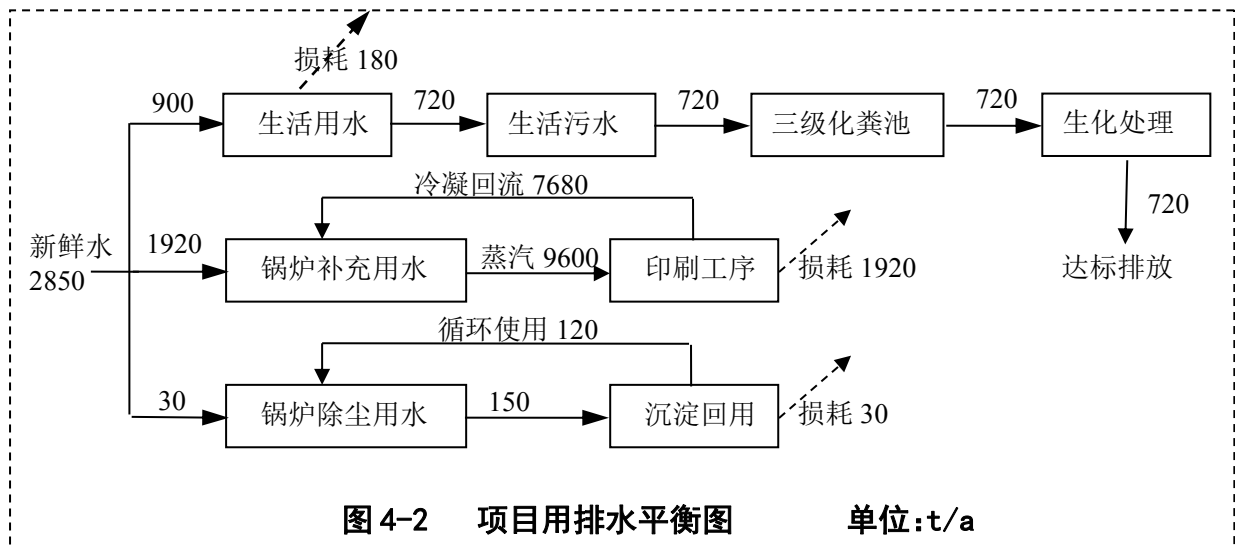 损耗 180
900
生活用水
720
生活污水
720
三级化粪池
720
生化处理
720
达标排放
新鲜水
2850
冷凝回流 7680
1920
锅炉补充用水
蒸汽 9600
印刷工序
损耗 1920
循环使用 120
30
锅炉除尘用水
150
沉淀回用
损耗 30
图 4-2 项目用排水平衡图 单位:t/a